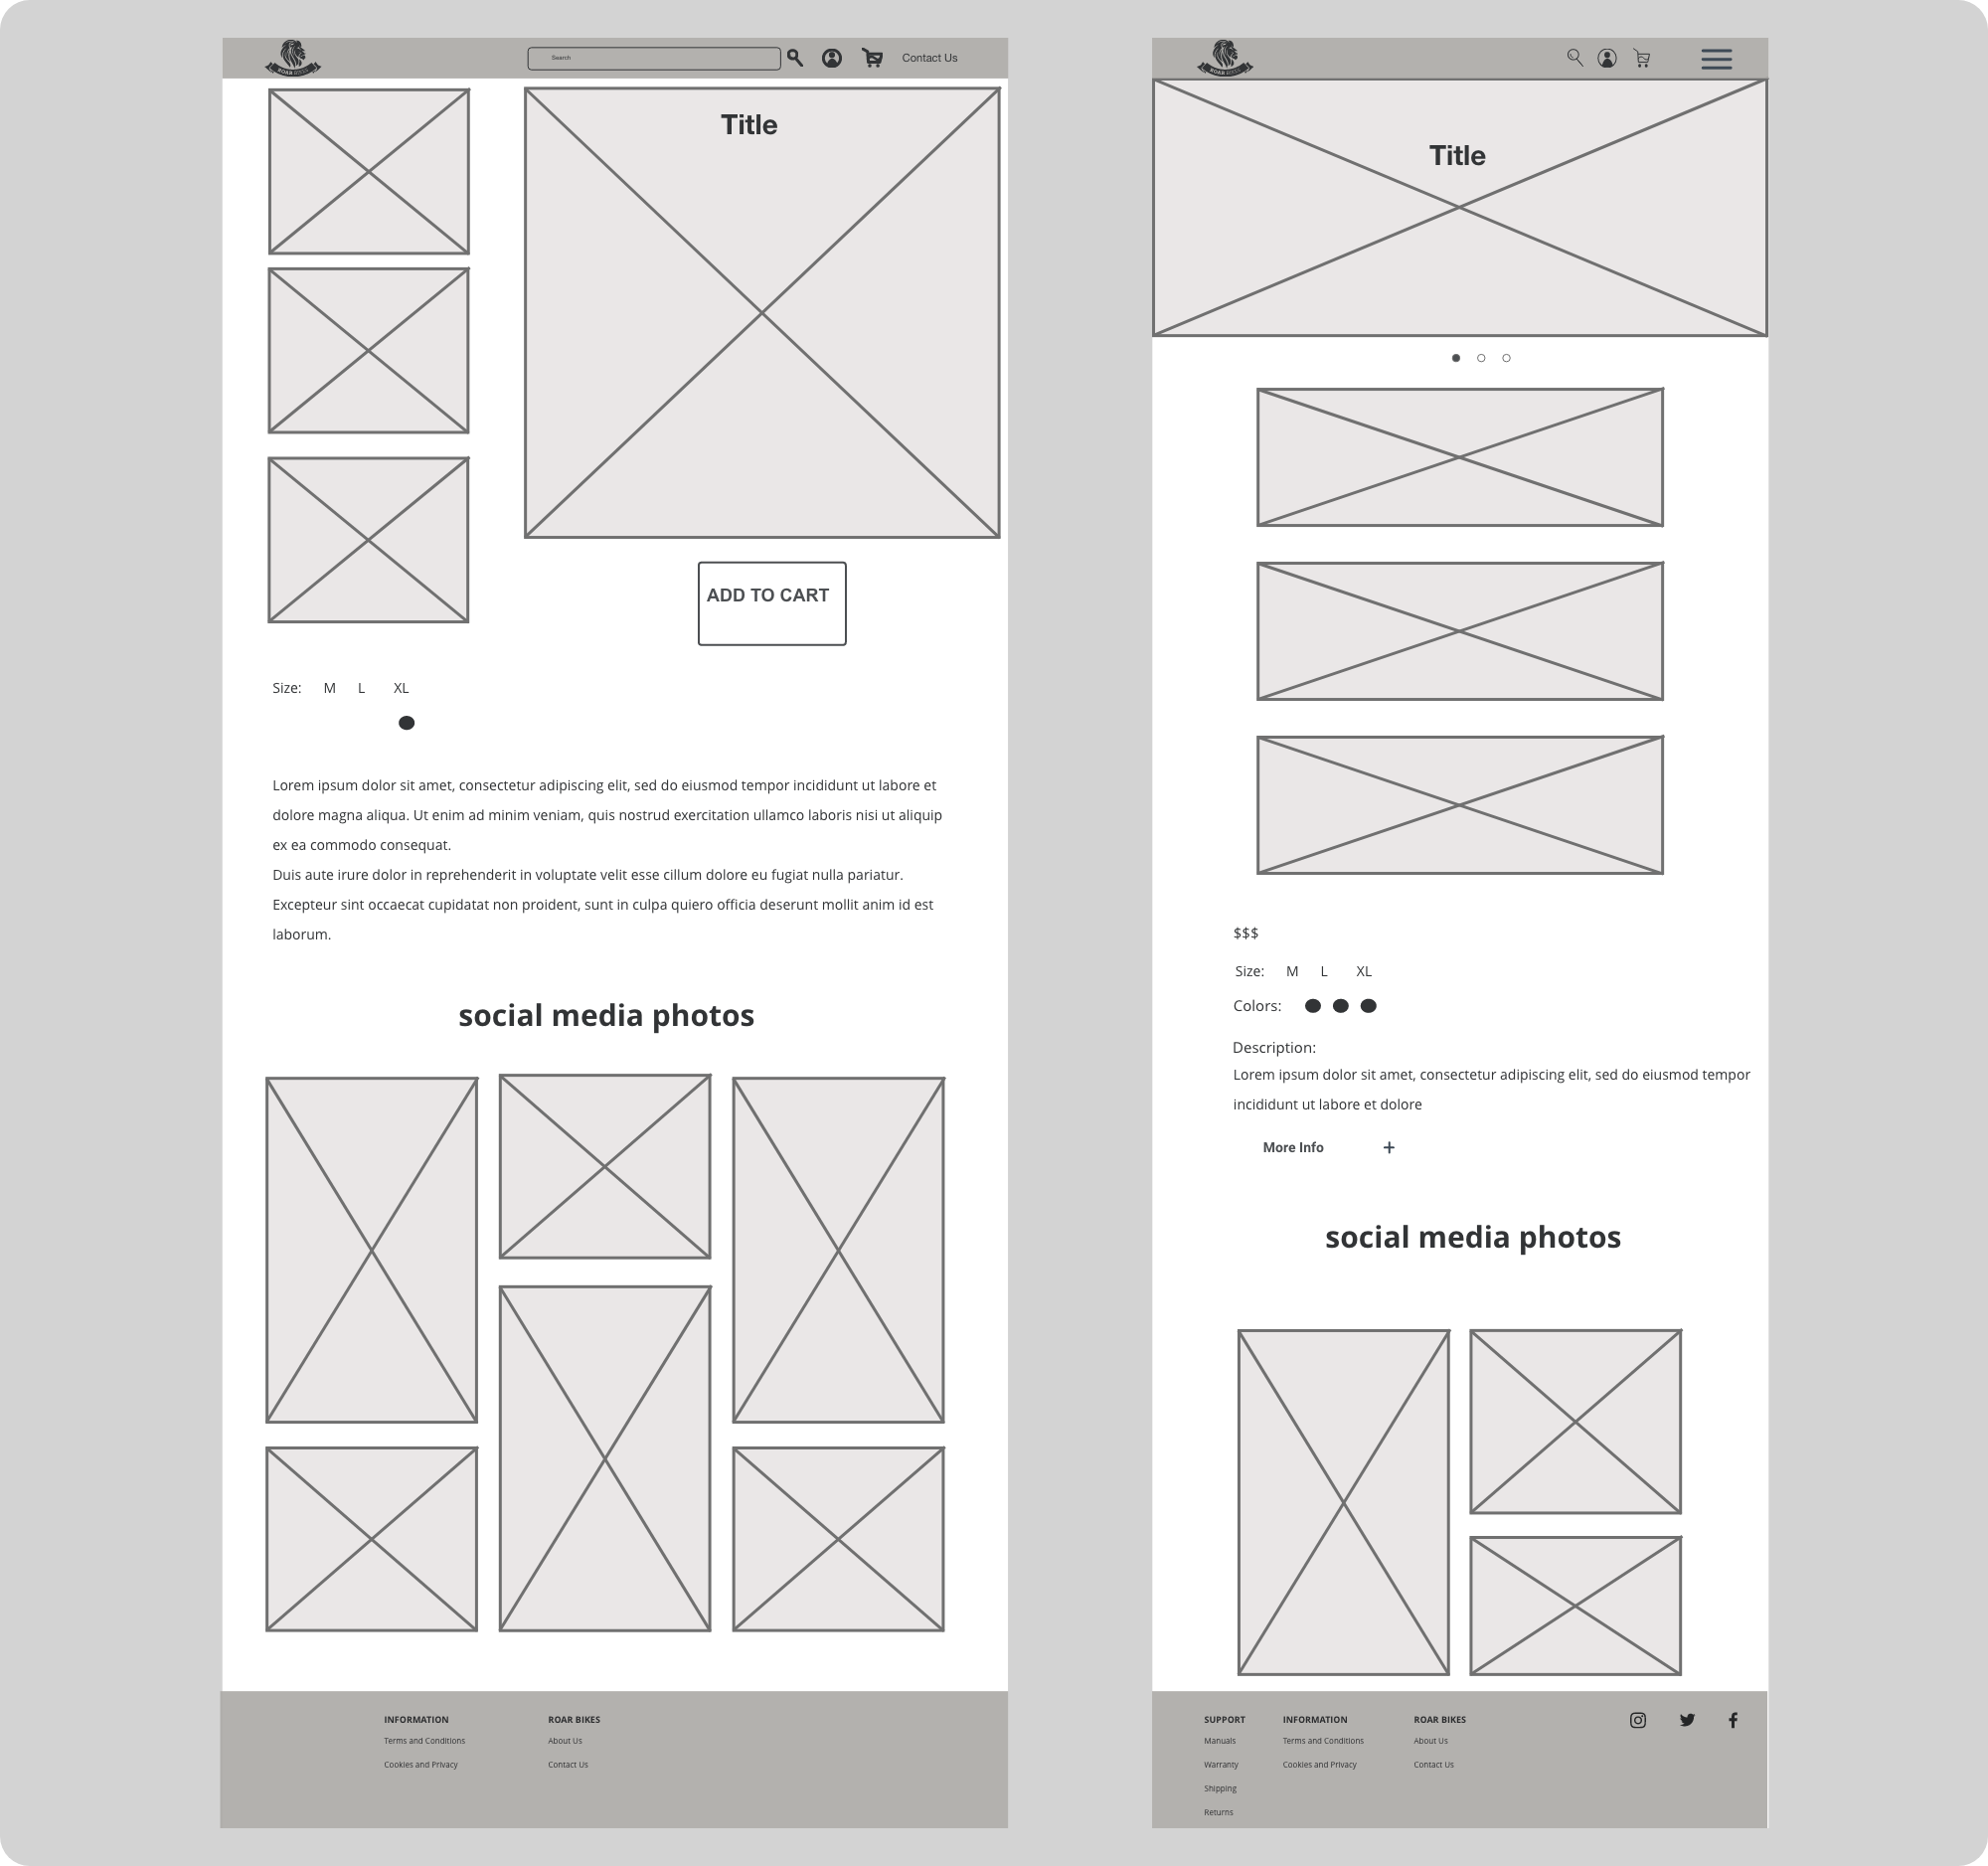 ROAR BIKES
Search
Contact Us
Title
ADD TO CART
Size: M L XL
Lorem ipsum dolor sit amet, consectetur adipiscing elit, sed do eiusmod tempor incididunt ut labore et
dolore magna aliqua. Ut enim ad minim veniam, quis nostrud exercitation ullamco laboris nisi ut aliquip
ex ea commodo consequat.
Duis aute irure dolor in reprehenderit in voluptate velit esse cillum dolore eu fugiat nulla pariatur.
Excepteur sint occaecat cupidatat non proident, sunt in culpa quiero officia deserunt mollit anim id est
laborum.
social media photos
INFORMATION
Terms and Conditions
Cookies and Privacy
ROAR BIKES
About Us
Contact Us
ROAR BIKES
Title
$$$
Size: M L XL
Colors:
Description:
Lorem ipsum dolor sit amet, consectetur adipiscing elit, sed do eiusmod tempor
incididunt ut labore et dolore
More Info +
social media photos
SUPPORT
Manuals
Warranty
Shipping
Returns
INFORMATION
Terms and Conditions
Cookies and Privacy
ROAR BIKES
About Us
Contact Us